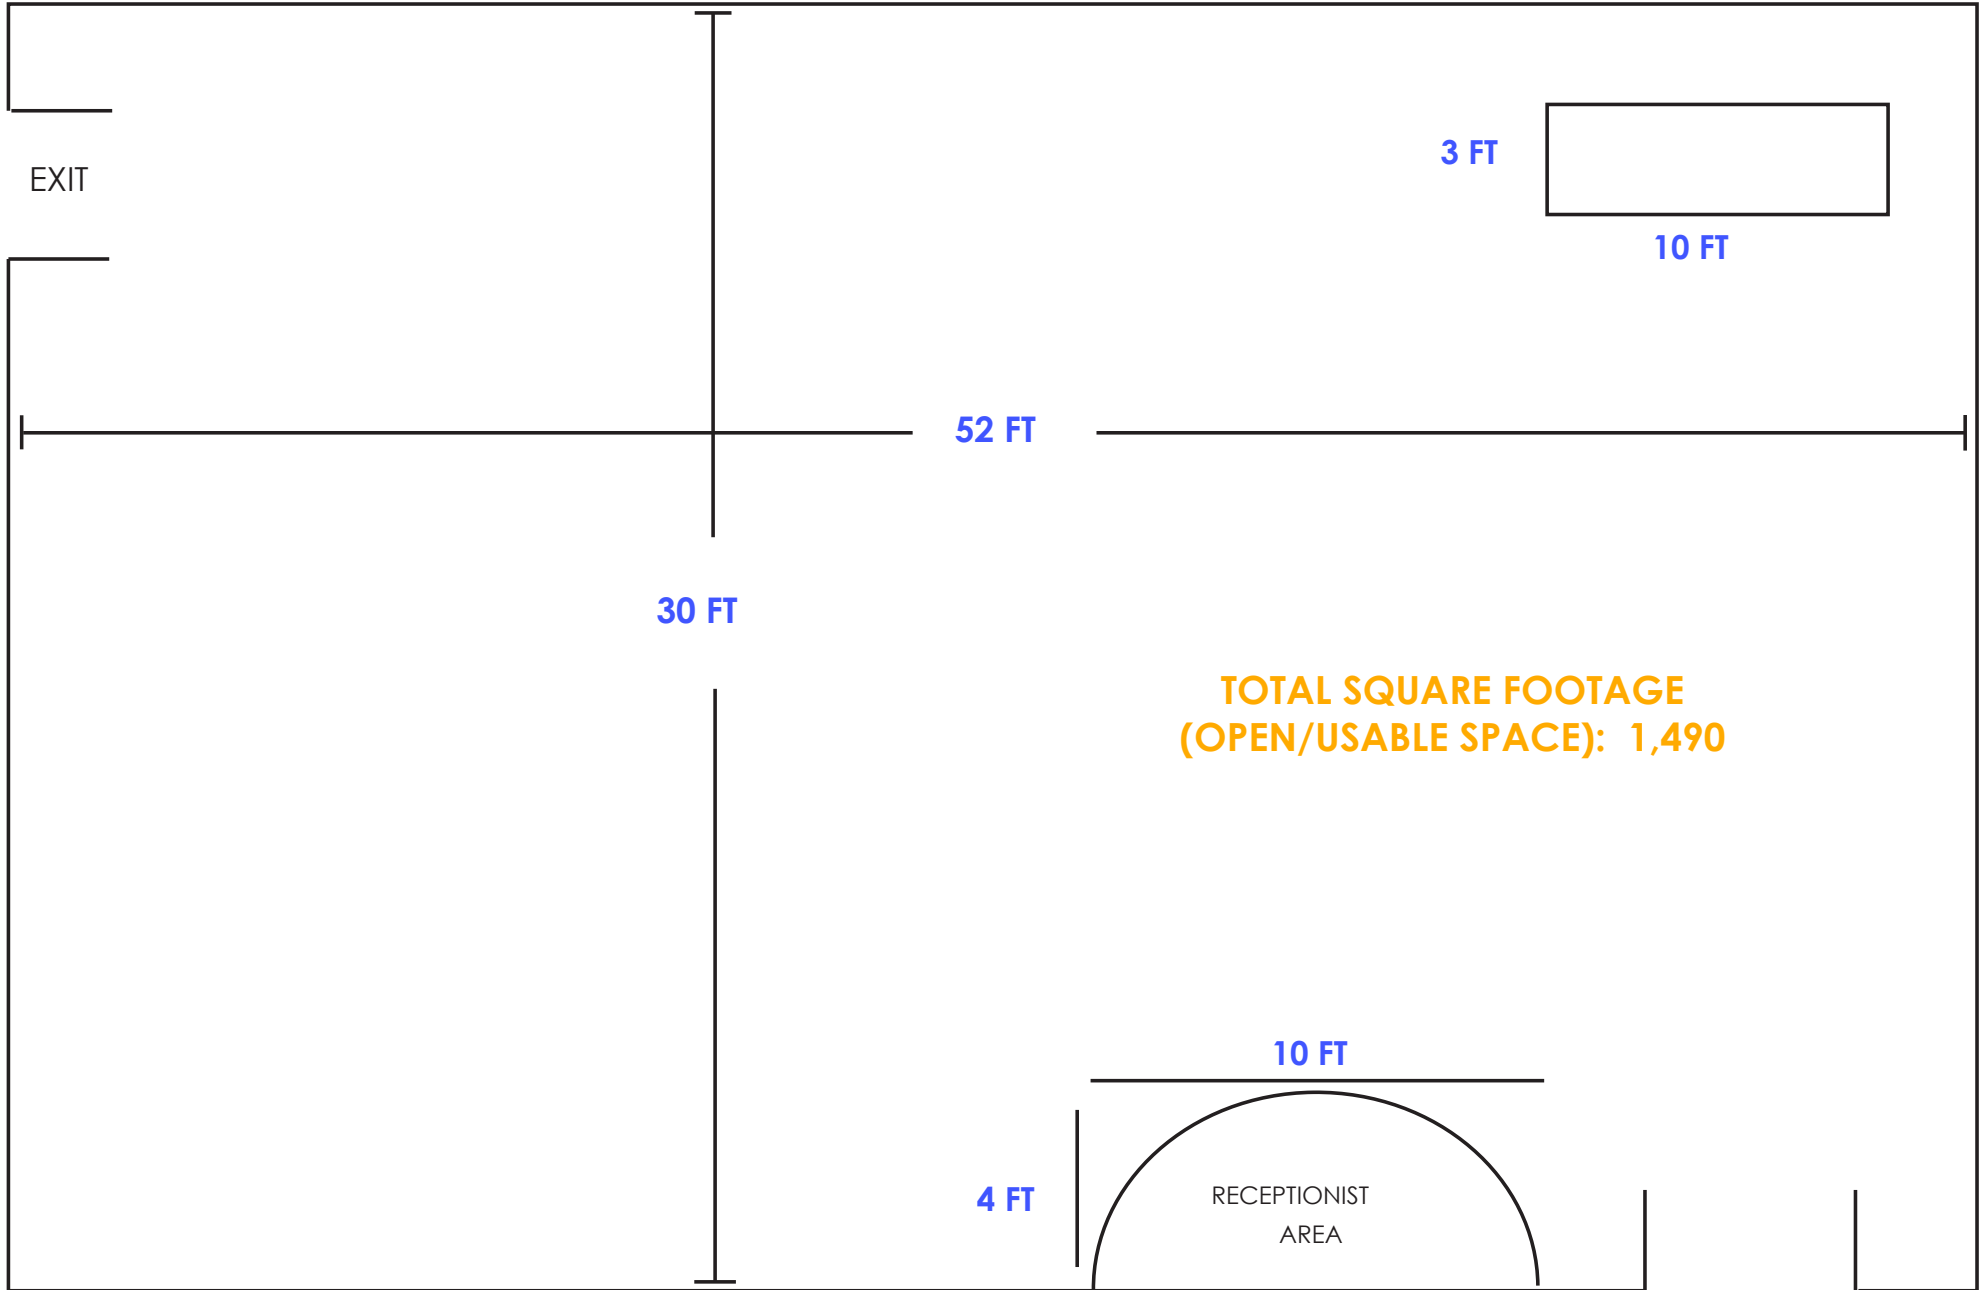 3 FT
EXIT
10 FT
52 FT
30 FT
TOTAL SQUARE FOOTAGE
(OPEN/USABLE SPACE): 1,490
10 FT
4 FT
RECEPTIONIST
AREA